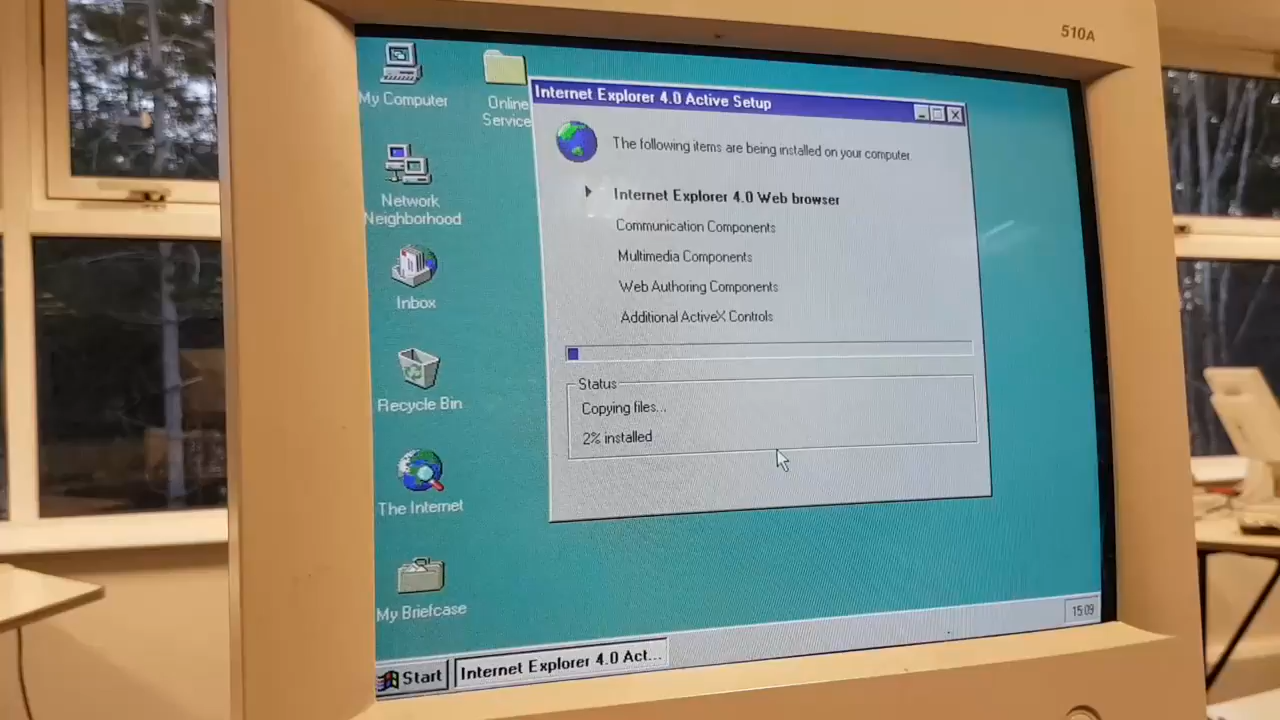 510A
My Computer
Online
Service
Network
Neighborhood
Inbox
Recycle Bin
The Internet
My Briefcase
Internet Explorer 4.0 Active Setup
The following items are being installed on your computer.
Internet Explorer 4.0 Web browser
Communication Components
Multimedia Components
Web Authoring Components
Additional ActiveX Controls
Status
Copying files...
2% installed
Start
Internet Explorer 4.0 Act...
15:09